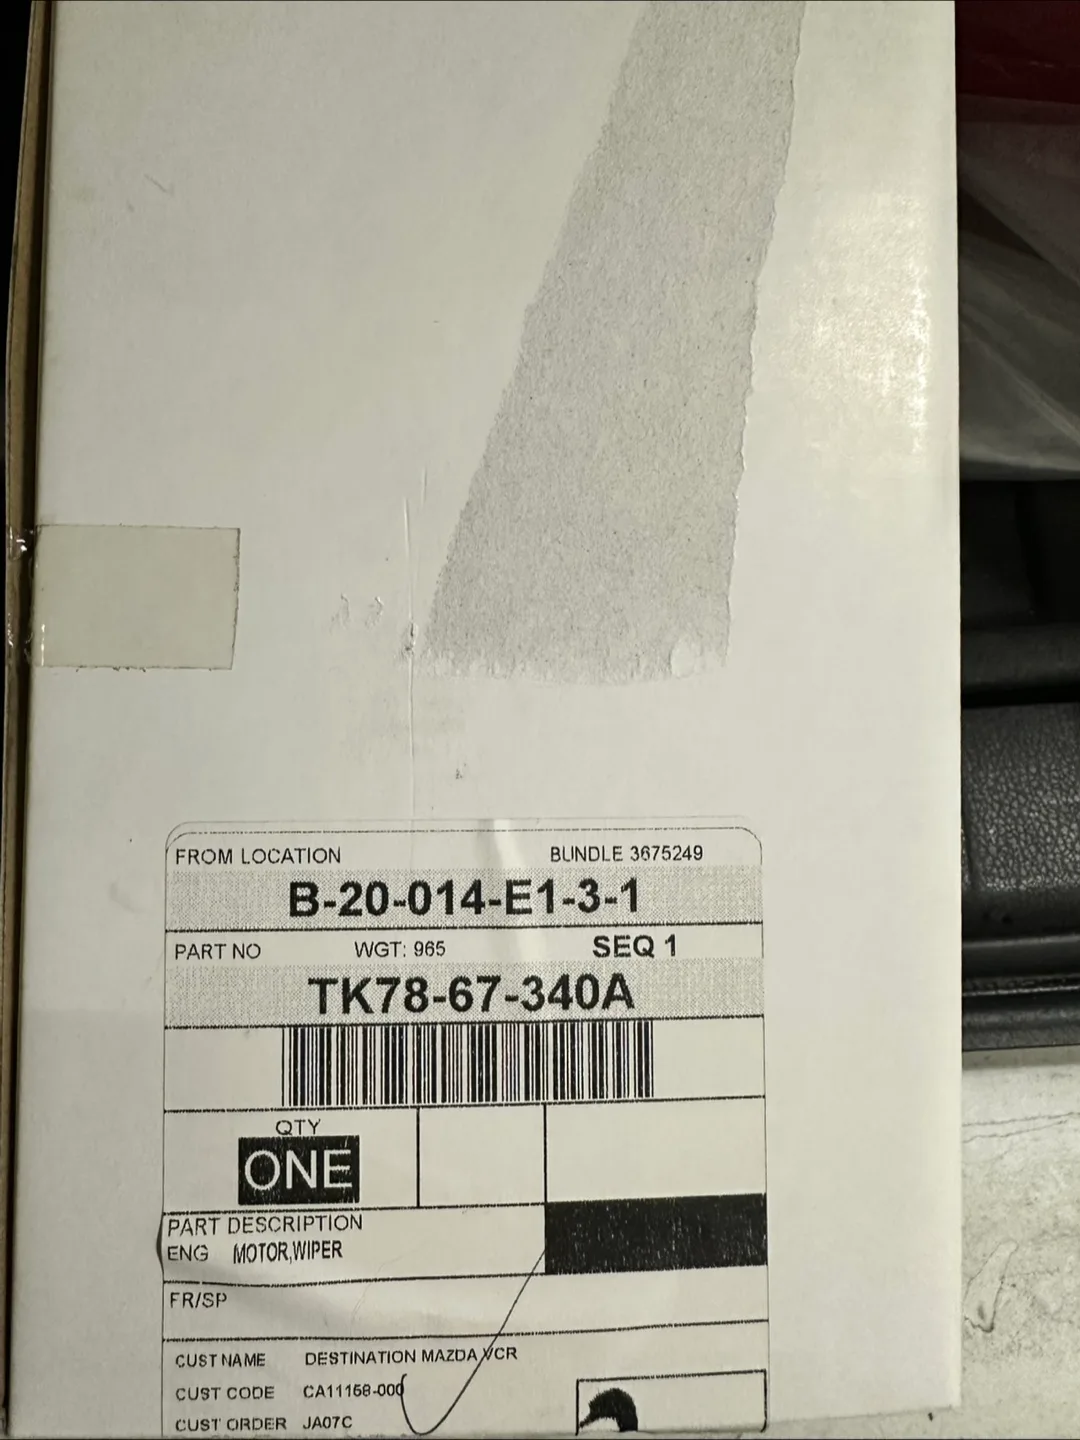 FROM LOCATION BUNDLE 3675249
B-20-014-E1-3-1
PART NO WGT: 965 SEQ 1
TK78-67-340A
QTY
ONE
PART DESCRIPTION
ENG MOTOR,WIPER
FR/SP
CUST NAME DESTINATION MAZDA VCR
CUST CODE CA11158-000
CUST ORDER JA07C